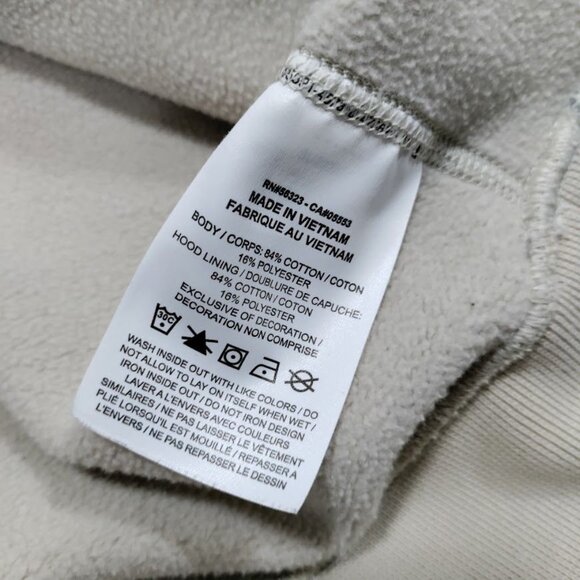 RN#56323 - CA#05553
MADE IN VIETNAM
FABRIQUE AU VIETNAM
BODY / CORPS: 84% COTTON / COTON
16% POLYESTER
HOOD LINING / DOUBLURE DE CAPUCHE:
84% COTTON / COTON
16% POLYESTER
EXCLUSIVE OF DECORATION /
DECORATION NON COMPRISE
30C
WASH INSIDE OUT WITH LIKE COLORS / DO
NOT ALLOW TO LAY ON ITSELF WHEN WET /
IRON INSIDE OUT / DO NOT IRON DESIGN
LAVER A L'ENVERS AVEC COULEURS
SIMILAIRES / NE PAS LAISSER LE VÊTEMENT
PLIÉ LORSQU'IL EST MOUILLÉ / REPASSER A
L'ENVERS / NE PAS REPASSER LE DESSIN